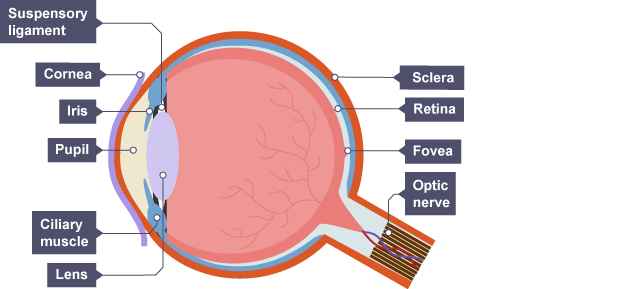 Suspensory
ligament
Cornea
Iris
Pupil
Ciliary
muscle
Lens
Sclera
Retina
Fovea
Optic
nerve